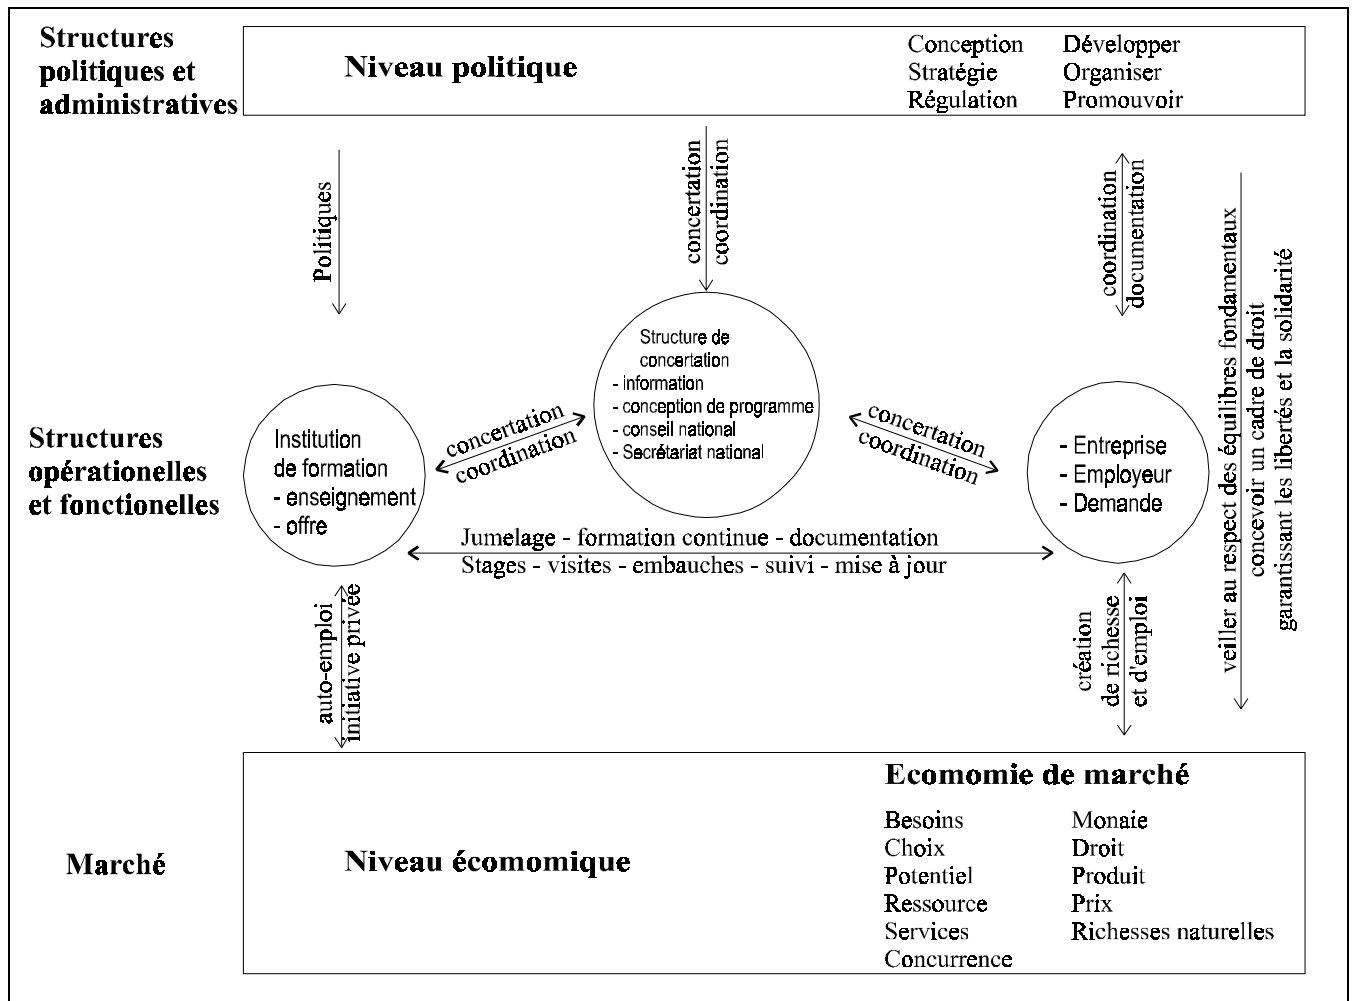 Structures
politiques et
administratives
Niveau politique
Conception
Stratégie
Régulation
Développer
Organiser
Promouvoir
Politiques
concertation
coordination
coordination
documentation
veiller au respect des équilibres fondamentaux
concevoir un cadre de droit
garantissant les libertés et la solidarité
Structures
opérationelles
et fonctionelles
Institution
de formation
- enseignement
- offre
concertation
coordination
Structure de
concertation
- information
- conception de programme
- conseil national
- Secrétariat national
concertation
coordination
- Entreprise
- Employeur
- Demande
Jumelage - formation continue - documentation
Stages - visites - embauches - suivi - mise à jour
auto-emploi
initiative privée
création
de richesse
et d'emploi
Marché
Niveau écomomique
Ecomomie de marché
Besoins
Choix
Potentiel
Ressource
Services
Concurrence
Monaie
Droit
Produit
Prix
Richesses naturelles